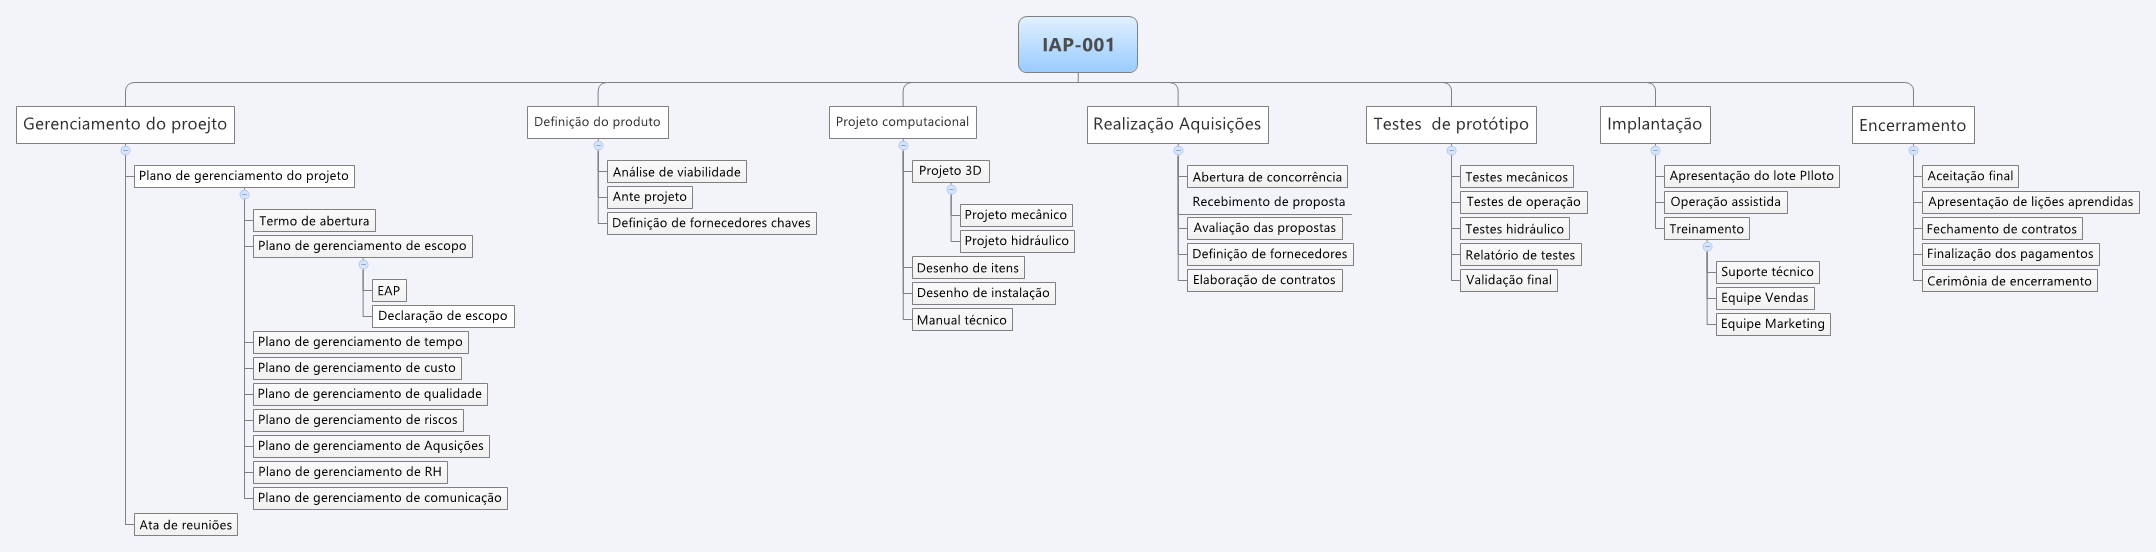 IAP-001
Gerenciamento do proejto
Plano de gerenciamento do projeto
Termo de abertura
Plano de gerenciamento de escopo
EAP
Declaração de escopo
Plano de gerenciamento de tempo
Plano de gerenciamento de custo
Plano de gerenciamento de qualidade
Plano de gerenciamento de riscos
Plano de gerenciamento de Aqusições
Plano de gerenciamento de RH
Plano de gerenciamento de comunicação
Ata de reuniões
Definição do produto
Análise de viabilidade
Ante projeto
Definição de fornecedores chaves
Projeto computacional
Projeto 3D
Projeto mecânico
Projeto hidráulico
Desenho de itens
Desenho de instalação
Manual técnico
Realização Aquisições
Abertura de concorrência
Recebimento de proposta
Avaliação das propostas
Definição de fornecedores
Elaboração de contratos
Testes  de protótipo
Testes mecânicos
Testes de operação
Testes hidráulico
Relatório de testes
Validação final
Implantação
Apresentação do lote PIloto
Operação assistida
Treinamento
Suporte técnico
Equipe Vendas
Equipe Marketing
Encerramento
Aceitação final
Apresentação de lições aprendidas
Fechamento de contratos
Finalização dos pagamentos
Cerimônia de encerramento